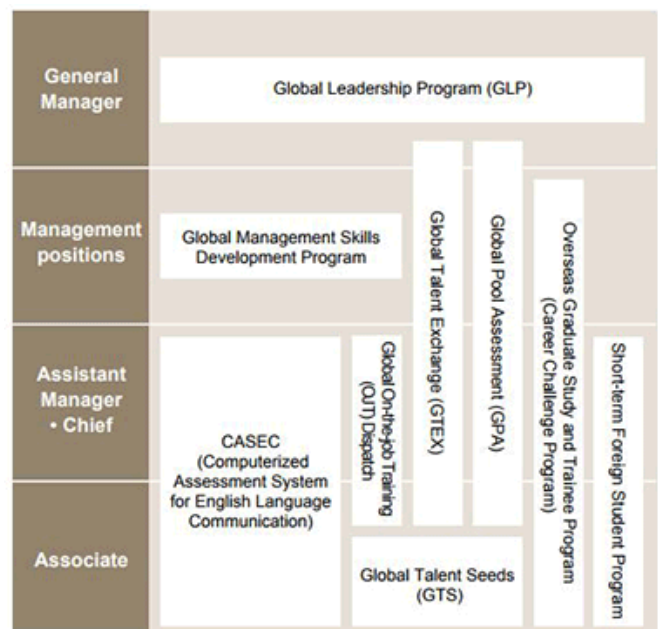 General
Manager
Global Leadership Program (GLP)
Management
positions
Global Management Skills
Development Program
Global Talent Exchange (GTEX)
Global Pool Assessment (GPA)
Overseas Graduate Study and Trainee Program
(Career Challenge Program)
Assistant
Manager
• Chief
CASEC
(Computerized
Assessment System
for English Language
Communication)
Global On-the-job Training
(OJT) Dispatch
Short-term Foreign Student Program
Associate
Global Talent Seeds
(GTS)